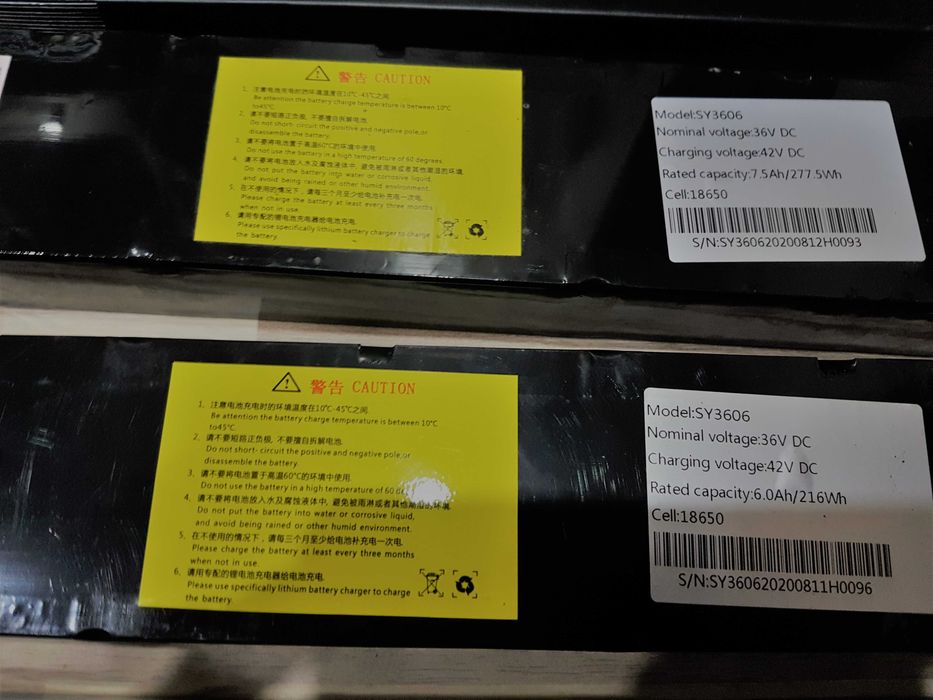 警告 CAUTION
1、注意电池充电时的环境温度在10℃-45℃之间.
Be attention the battery charge temperature is between 10℃
to45℃.
2、请不要短路正负极, 不要擅自拆解电池.
Do not short- circuit the positive and negative pole,or
disassemble the battery.
3、请不要将电池置于高温60℃的环境中使用.
Do not use the battery in a high temperature of 60 degrees.
4、请不要将电池放入水及腐蚀液体中, 避免被雨淋或者其他潮湿的环境.
Do not put the battery into water or corrosive liquid,
and avoid being rained or other humid environment.
5、在不使用的情况下，请每三个月至少给电池补充电一次电.
Please charge the battery at least every three months
when not in use.
6、请用专配的锂电池充电器给电池充电.
Please use specifically lithium battery charger to charge
the battery.
Model:SY3606
Nominal voltage:36V DC
Charging voltage:42V DC
Rated capacity:7.5Ah/277.5Wh
Cell:18650
S/N:SY360620200812H0093
警告 CAUTION
1、注意电池充电时的环境温度在10℃-45℃之间.
Be attention the battery charge temperature is between 10℃
to45℃.
2、请不要短路正负极, 不要擅自拆解电池.
Do not short- circuit the positive and negative pole,or
disassemble the battery.
3、请不要将电池置于高温60℃的环境中使用.
Do not use the battery in a high temperature of 60
4、请不要将电池放入水及腐蚀液体中, 避免被雨淋或者其他潮湿的环境.
Do not put the battery into water or corrosive liquid,
and avoid being rained or other humid environment.
5、在不使用的情况下，请每三个月至少给电池补充电一次电.
Please charge the battery at least every three months
when not in use.
6、请用专配的锂电池充电器给电池充电.
Please use specifically lithium battery charger to charge
the battery.
Model:SY3606
Nominal voltage:36V DC
Charging voltage:42V DC
Rated capacity:6.0Ah/216Wh
Cell:18650
S/N:SY360620200811H0096